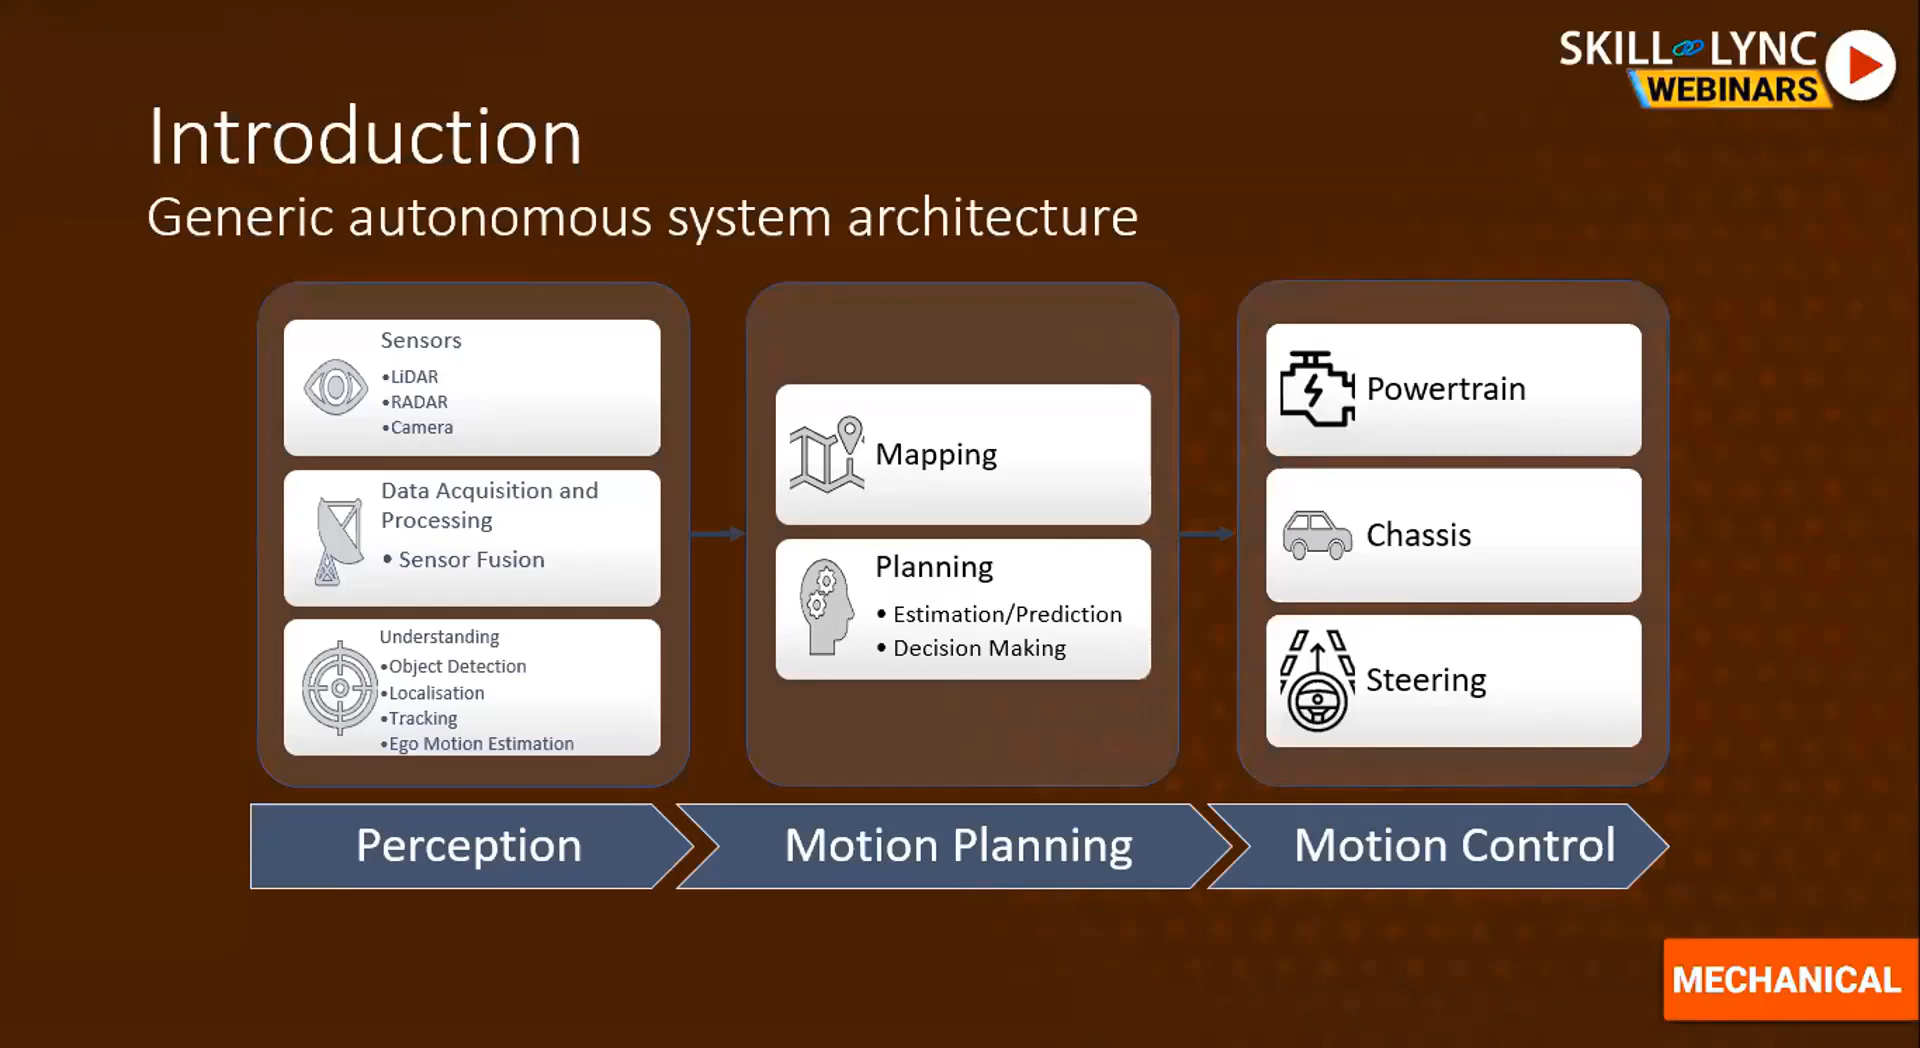 SKILL LYNC
WEBINARS
Introduction
Generic autonomous system architecture
Sensors
•LiDAR
•RADAR
•Camera
Data Acquisition and
Processing
• Sensor Fusion
Understanding
•Object Detection
•Localisation
•Tracking
•Ego Motion Estimation
Mapping
Planning
• Estimation/Prediction
• Decision Making
Powertrain
Chassis
Steering
Perception
Motion Planning
Motion Control
MECHANICAL